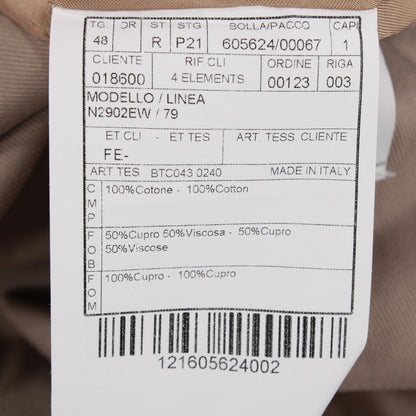 TG. DR ST STG BOLLA/PACCO CAPI
48 R P21 605624/00067 1
CLIENTE RIF CLI ORDINE RIGA
018600 4 ELEMENTS 00123 003
MODELLO / LINEA
N2902EW / 79
ET CLI - ET TES ART. TESS. CLIENTE
FE-
ART TES BTC043 0240 MADE IN ITALY
CMP 100%Cotone - 100%Cotton
FOB 50%Cupro 50%Viscosa - 50%Cupro
50%Viscose
FOM 100%Cupro - 100%Cupro
121605624002